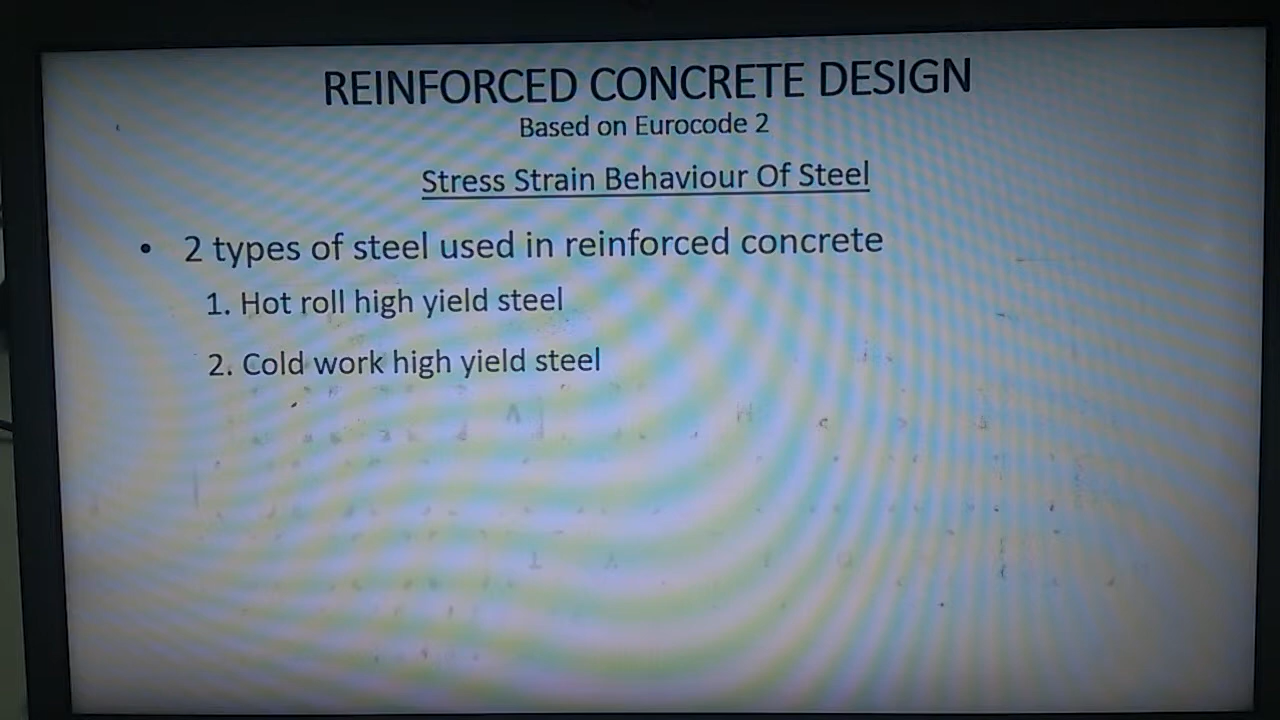 REINFORCED CONCRETE DESIGN
Based on Eurocode 2
Stress Strain Behaviour Of Steel
• 2 types of steel used in reinforced concrete
1. Hot roll high yield steel
2. Cold work high yield steel